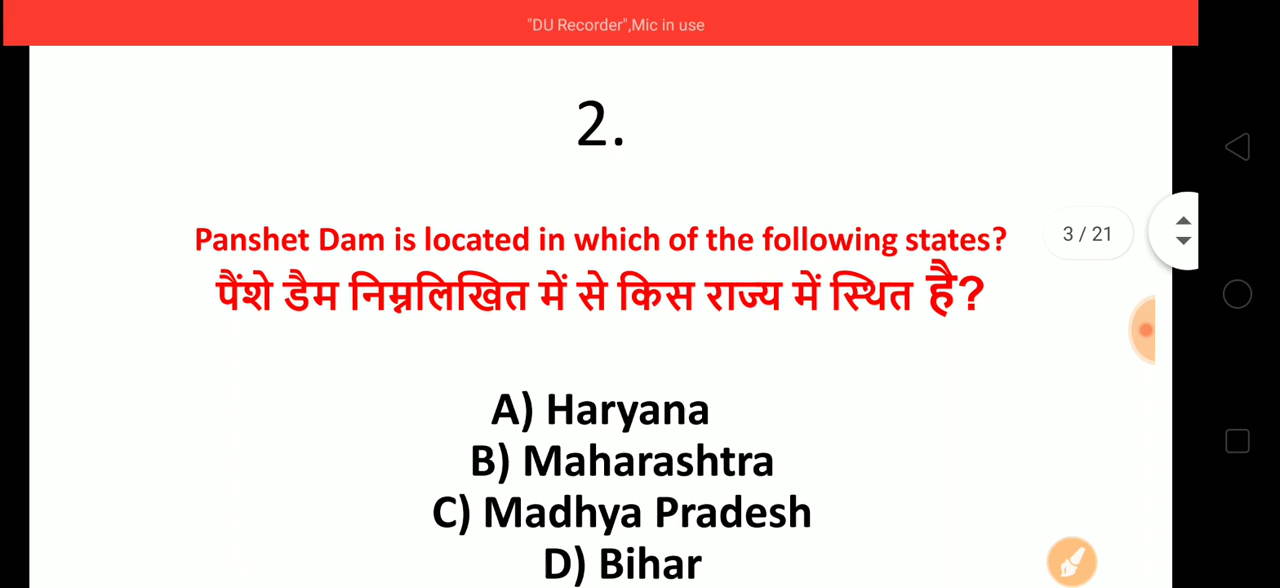 "DU Recorder",Mic in use
2.
Panshet Dam is located in which of the following states?
3 / 21
पैंशे डैम निम्नलिखित में से किस राज्य में स्थित है?
A) Haryana
B) Maharashtra
C) Madhya Pradesh
D) Bihar